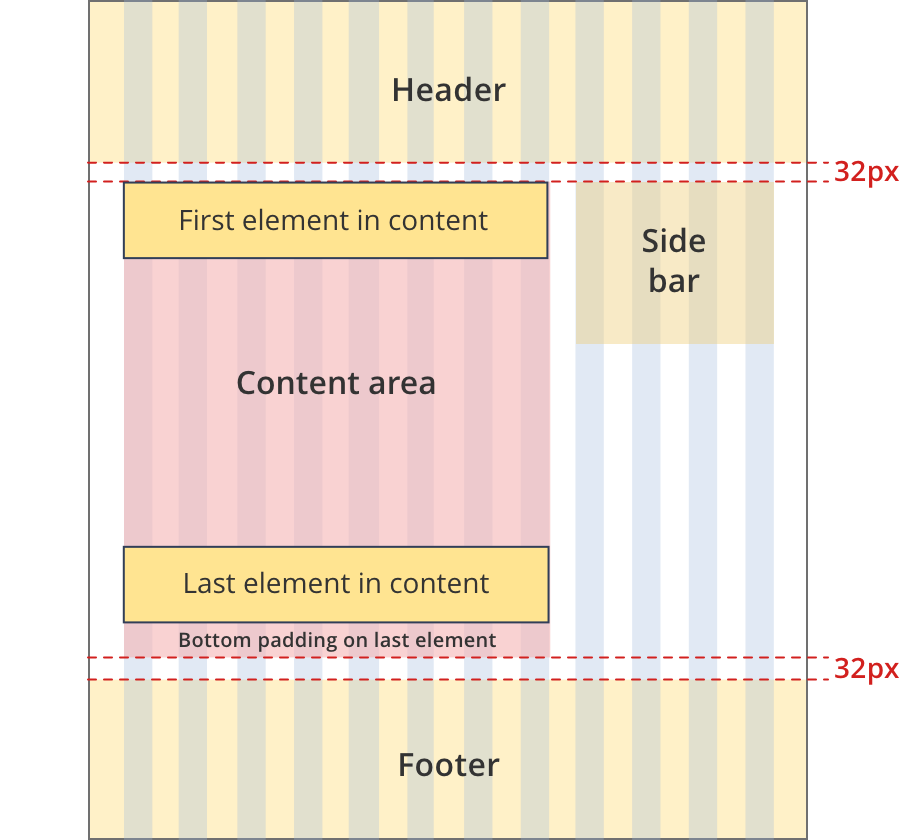 Header
32px
First element in content
Side
bar
Content area
Last element in content
Bottom padding on last element
32px
Footer